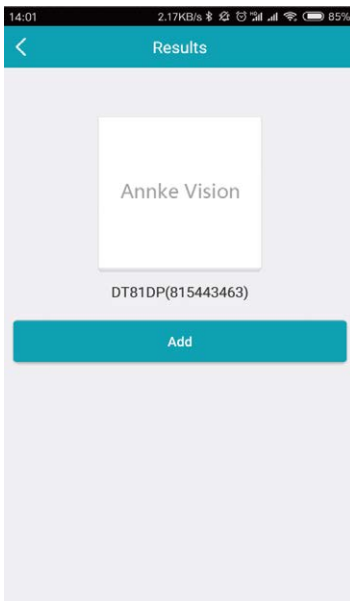 14:01 2.17KB/s 85%
Results
Annke Vision
DT81DP(815443463)
Add